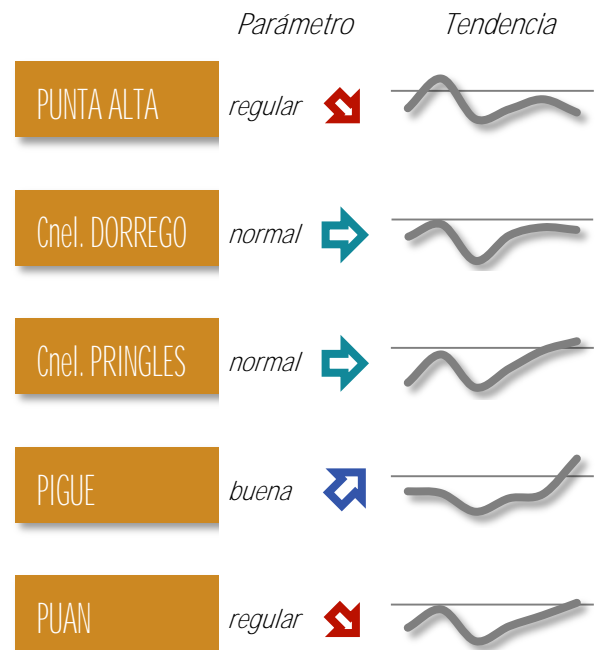 Parámetro Tendencia
PUNTA ALTA regular
Cnel. DORREGO normal
Cnel. PRINGLES normal
PIGUE buena
PUAN regular